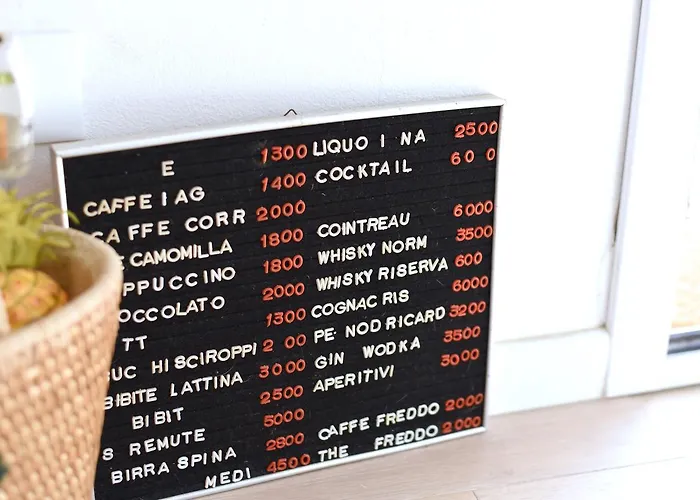 E 1300
CAFFE I AG 1400
AFFE CORR 2000
E CAMOMILLA 1800
PPUCCINO 1800
OCCOLATO 2000
TT 1300
UC HI SCIROPPI 2 00
BIBITE LATTINA 3000
BIBIT 2500
S REMUTE 5000
BIRRA SPINA 2800
MEDI 4500
LIQUO I NA 2500
COCKTAIL 60 0
COINTREAU 6000
WHISKY NORM 3500
WHISKY RISERVA 600
COGNAC RIS 6000
PE NOD RICARD 3200
GIN WODKA 3500
APERITIVI 3000
CAFFE FREDDO 2000
THE FREDDO 2000